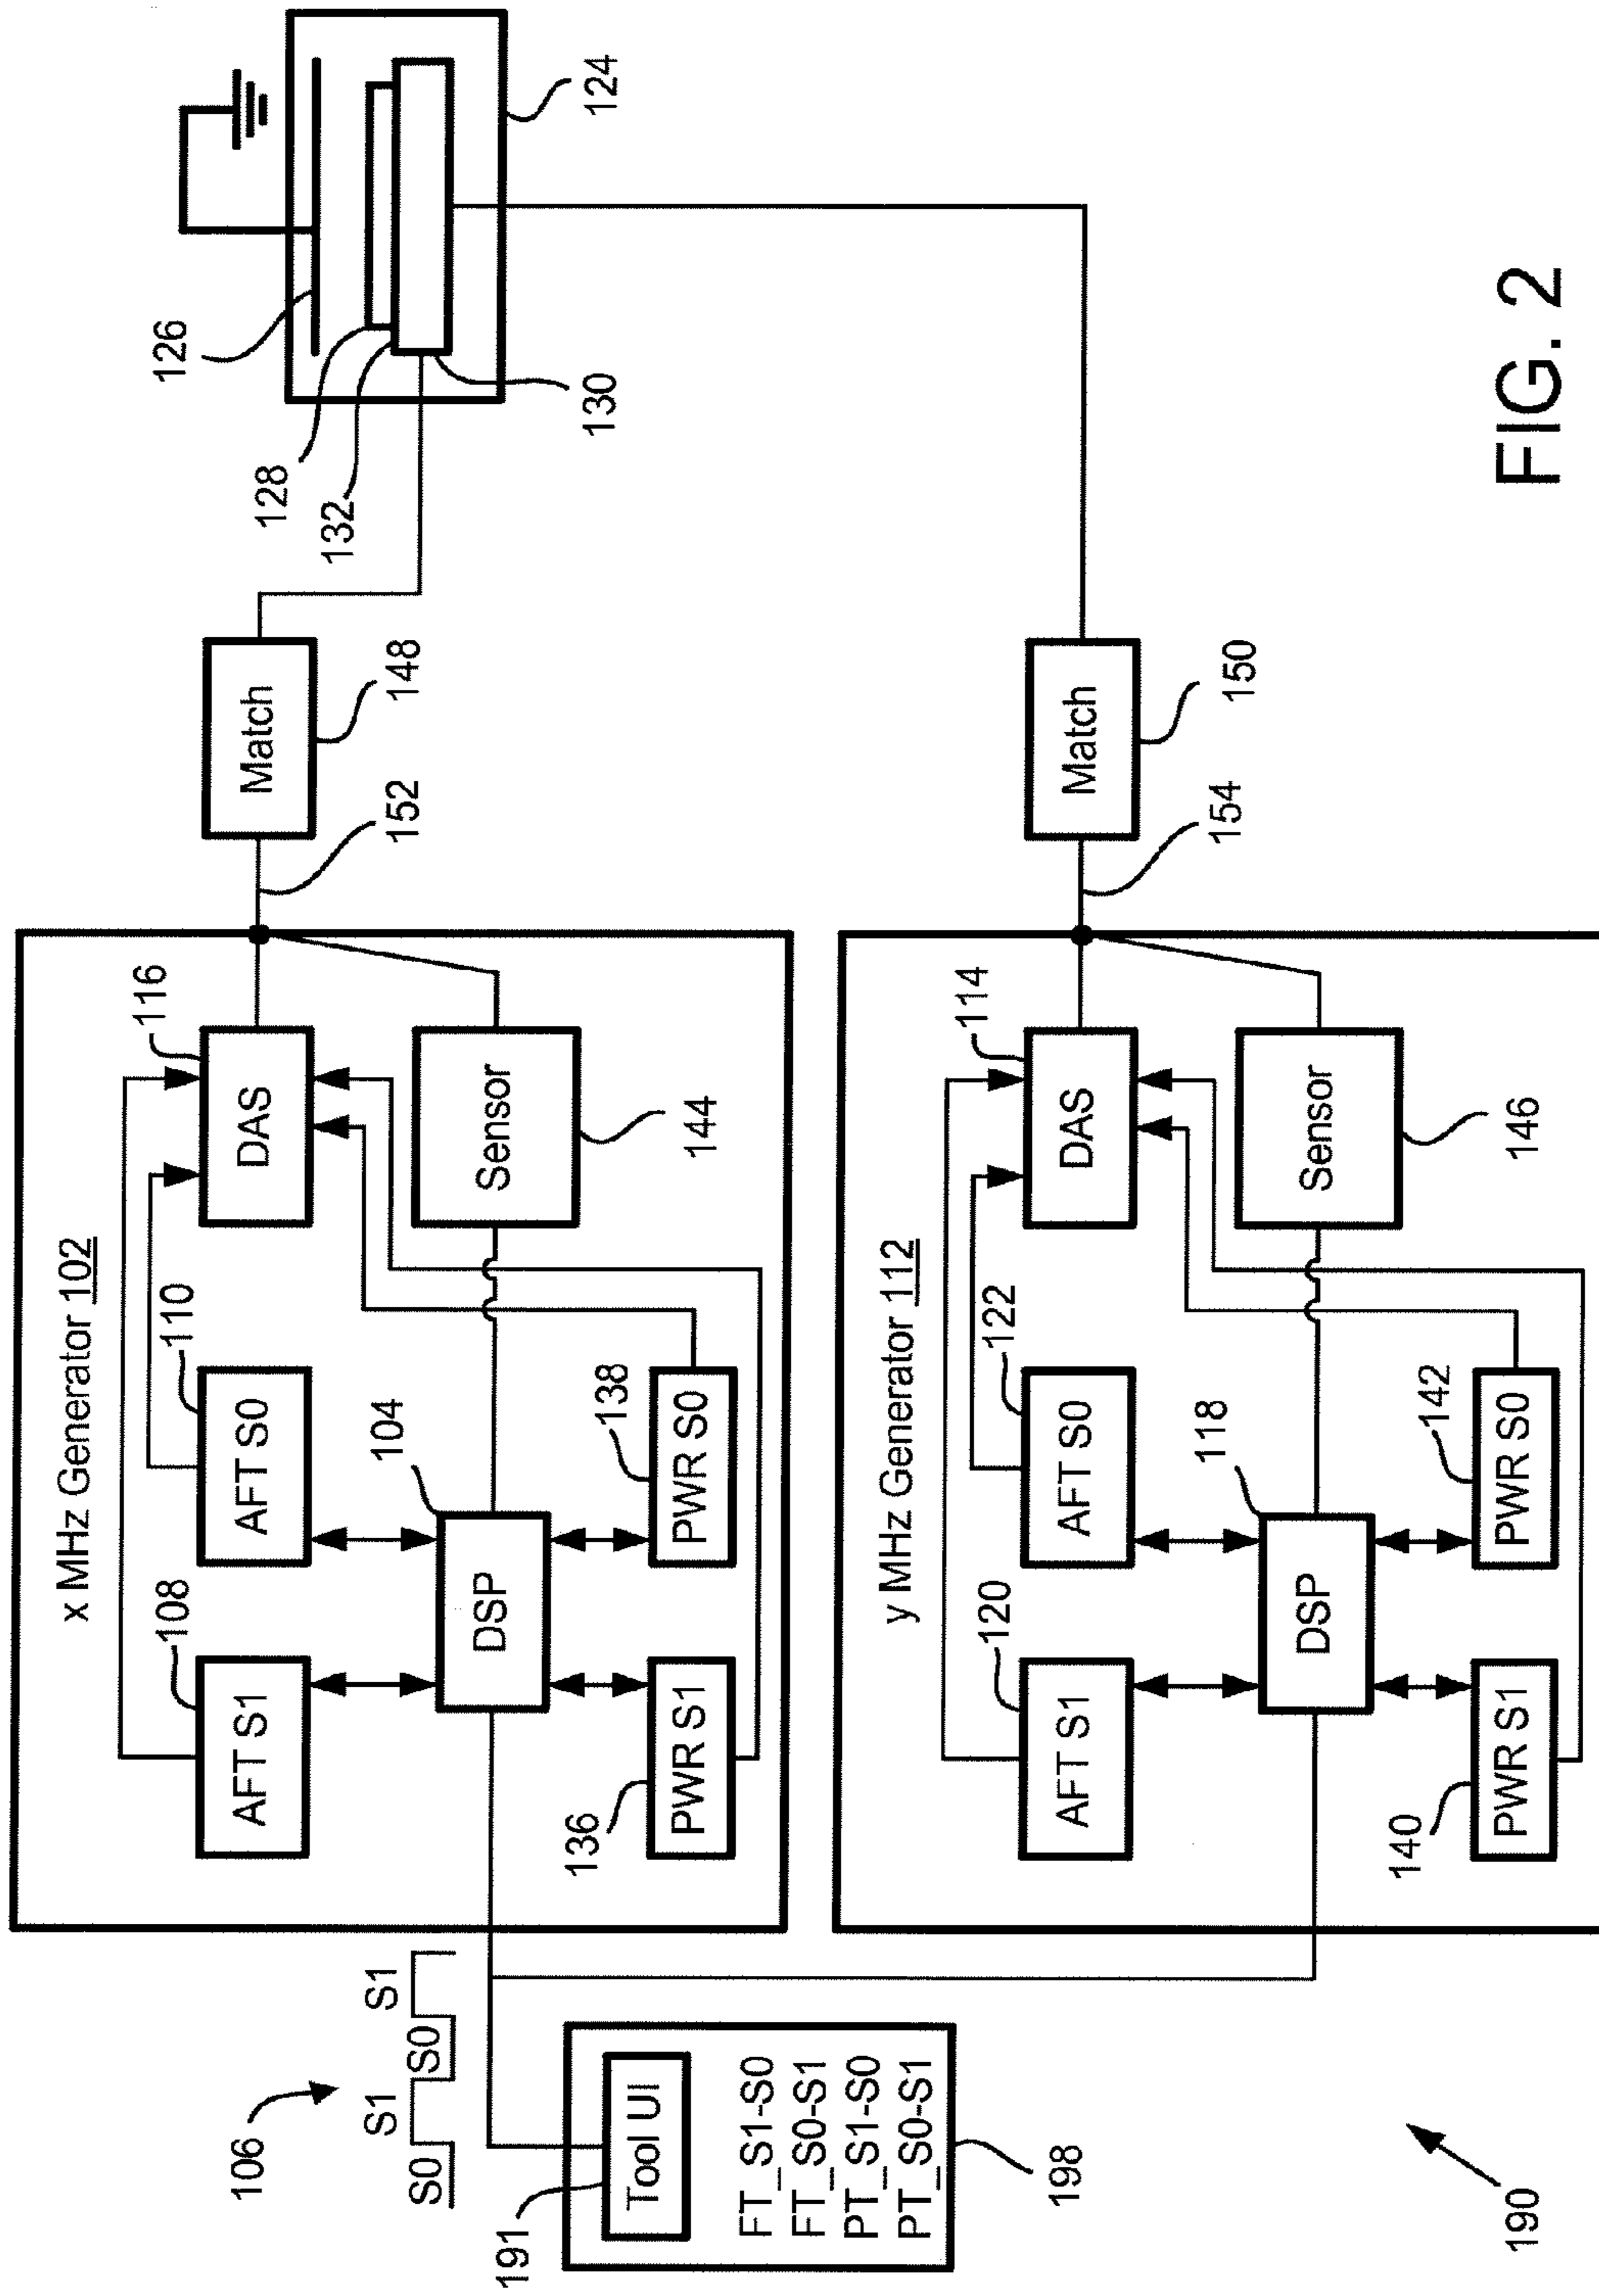 106
S0
S1
S0
S1
191
Tool UI
FT_S1-S0
FT_S0-S1
PT_S1-S0
PT_S0-S1
198
190
x MHz Generator 102
108
AFT S1
110
AFT S0
116
DAS
104
DSP
Sensor
144
136
PWR S1
138
PWR S0
152
Match
148
126
128
132
130
124
y MHz Generator 112
120
AFT S1
122
AFT S0
114
DAS
118
DSP
Sensor
146
140
PWR S1
142
PWR S0
154
Match
150
FIG. 2